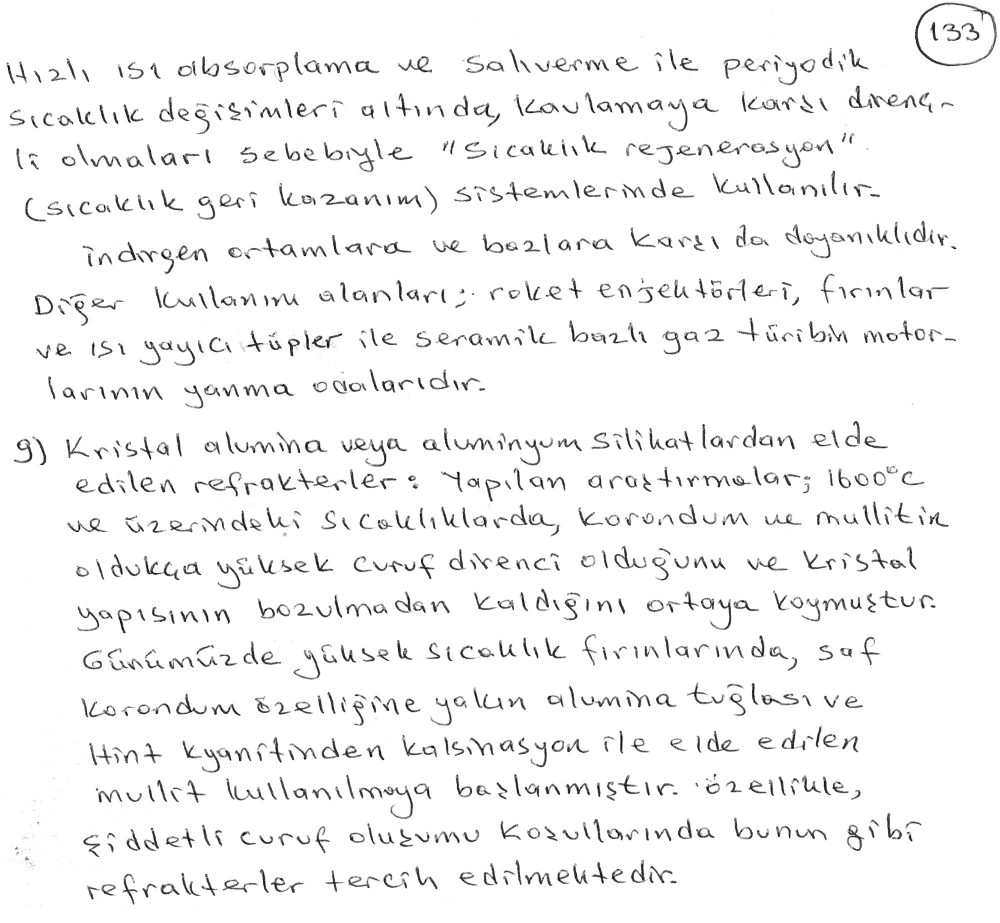 133
Hızlı ısı absorplama ve salıverme ile periyodik
sıcaklık değişimleri altında, kavlamaya karşı direnç-
li olmaları sebebiyle "sıcaklık rejenerasyon"
(sıcaklık geri kazanım) sistemlerinde kullanılır.
indirgen ortamlara ve bazlara karşı da dayanıklıdır.
Diğer kullanım alanları; roket enjektörleri, fırınlar
ve ısı yayıcı tüpler ile seramik bazlı gaz türibin motor-
larının yanma odalarıdır.
g) Kristal alumina veya aluminyum silikatlardan elde
edilen refrakterler: Yapılan araştırmalar; 1600°C
ve üzerindeki sıcaklıklarda, korondum ve mullitin
oldukça yüksek curuf direnci olduğunu ve kristal
yapısının bozulmadan kaldığını ortaya koymuştur.
Günümüzde yüksek sıcaklık fırınlarında, saf
korondum özelliğine yakın alumina tuğlası ve
Hint kyanitinden kalsinasyon ile elde edilen
mullit kullanılmaya başlanmıştır. özellikle,
şiddetli curuf oluşumu koşullarında bunun gibi
refrakterler tercih edilmektedir.